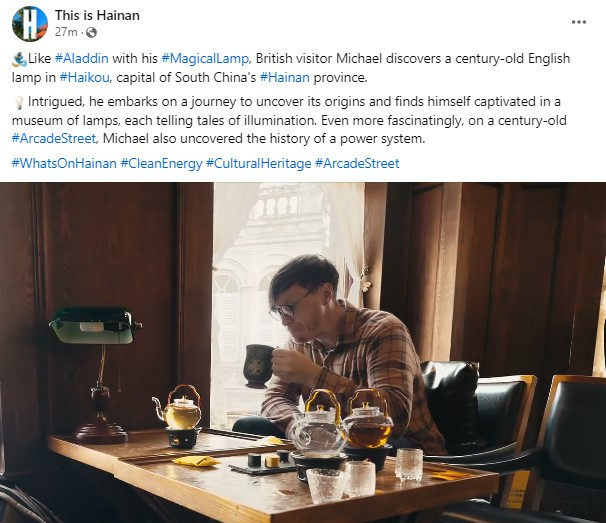 This is Hainan
27m
Like #Aladdin with his #MagicalLamp, British visitor Michael discovers a century-old English
lamp in #Haikou, capital of South China's #Hainan province.
Intrigued, he embarks on a journey to uncover its origins and finds himself captivated in a
museum of lamps, each telling tales of illumination. Even more fascinatingly, on a century-old
#ArcadeStreet, Michael also uncovered the history of a power system.
#WhatsOnHainan #CleanEnergy #CulturalHeritage #ArcadeStreet